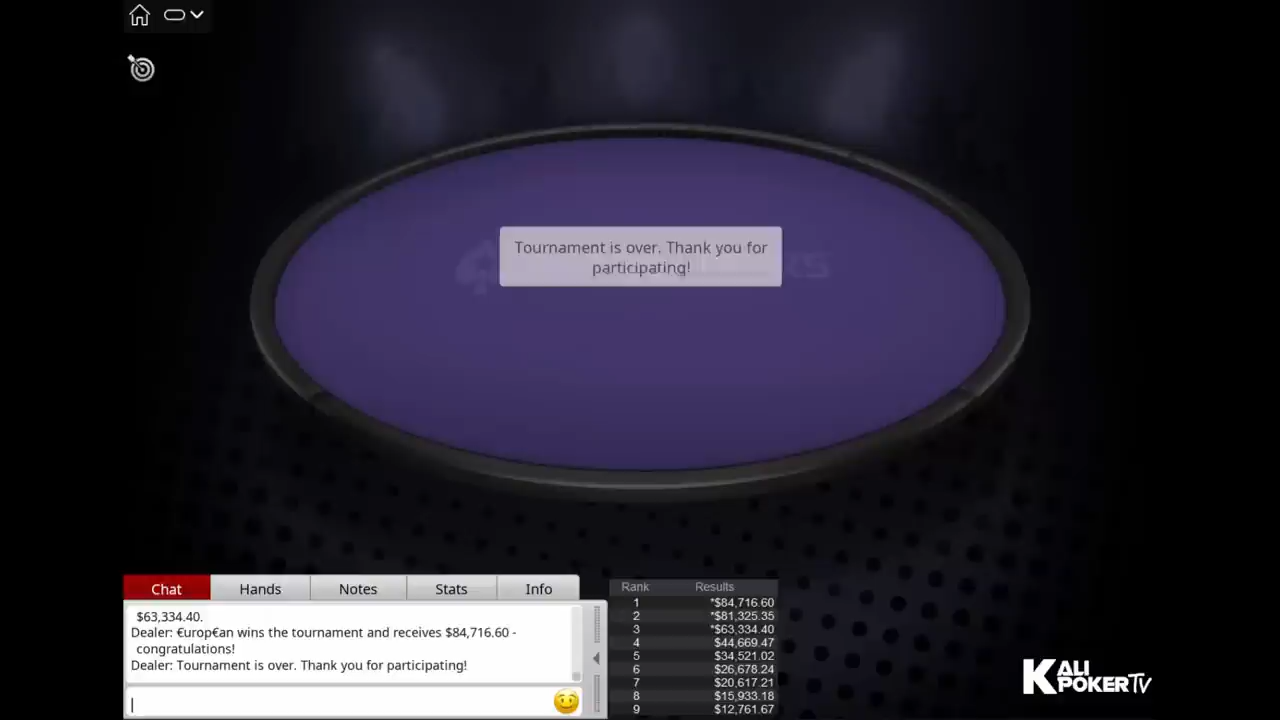 Tournament is over. Thank you for
participating!
Chat Hands Notes Stats Info
$63,334.40.
Dealer: €urop€an wins the tournament and receives $84,716.60 -
congratulations!
Dealer: Tournament is over. Thank you for participating!
Rank Results
1 *$84,716.60
2 *$81,325.35
3 *$63,334.40
4 $44,669.47
5 $34,521.02
6 $26,678.24
7 $20,617.21
8 $15,933.18
9 $12,761.67
KALI
POKERTV